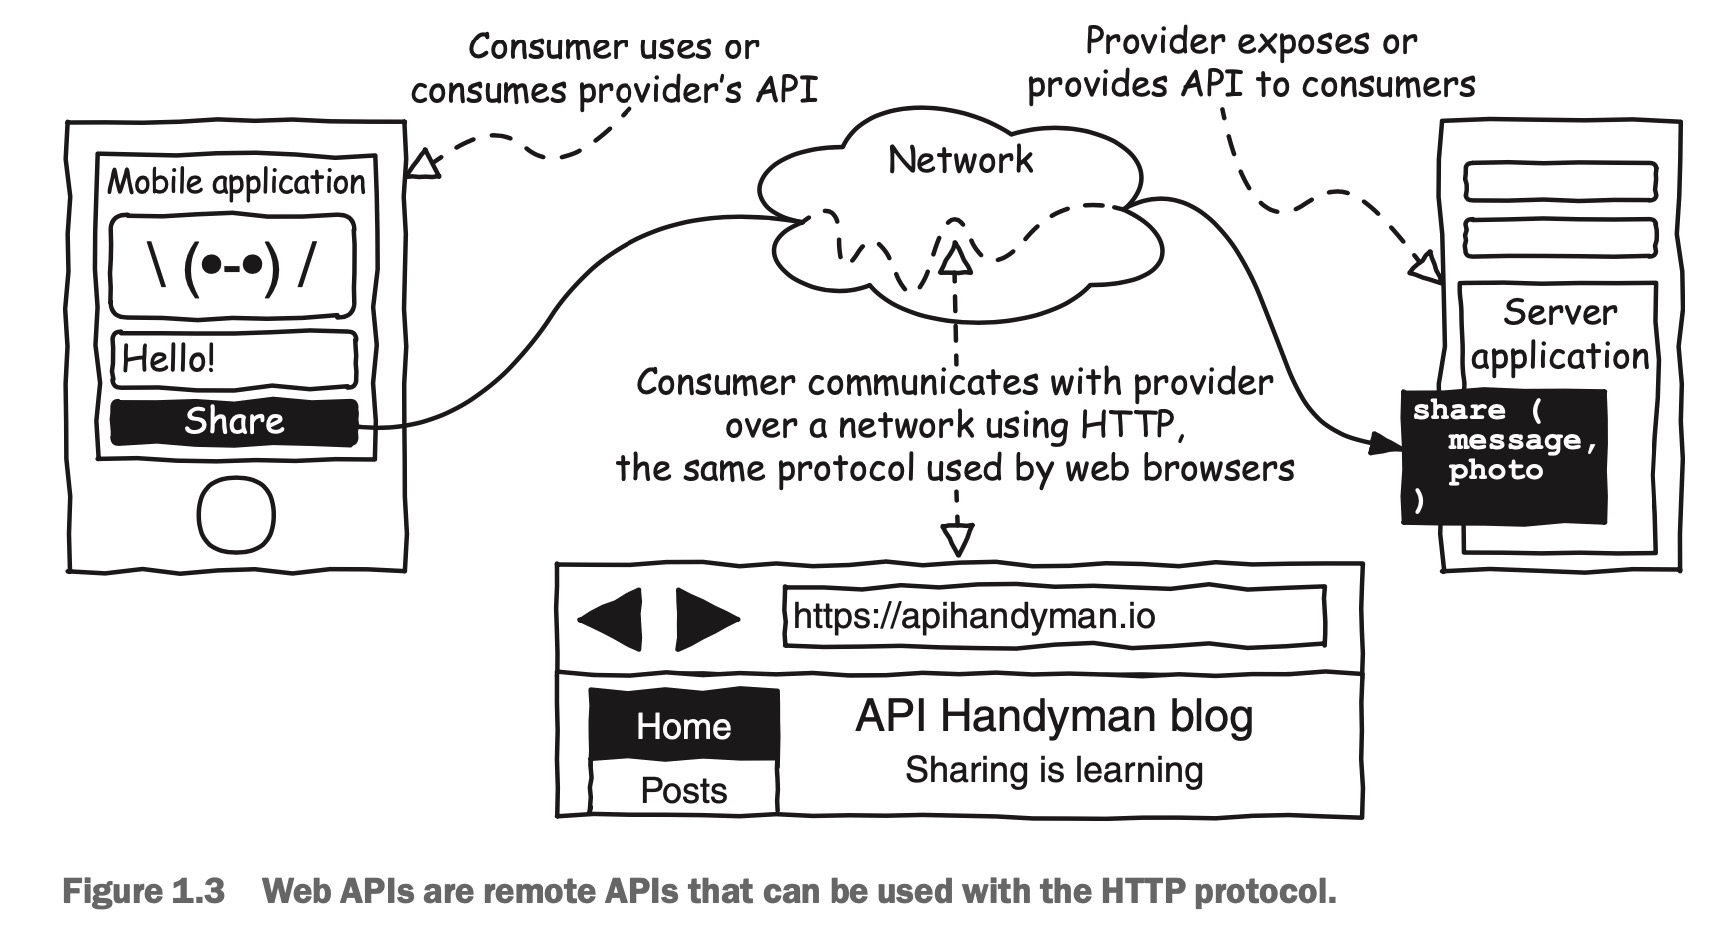 Consumer uses or
consumes provider's API
Provider exposes or
provides API to consumers
Mobile application
\ (•-•) /
Hello!
Share
Network
Consumer communicates with provider
over a network using HTTP,
the same protocol used by web browsers
Server
application
share (
message,
photo
)
https://apihandyman.io
Home
Posts
API Handyman blog
Sharing is learning
Figure 1.3 Web APIs are remote APIs that can be used with the HTTP protocol.